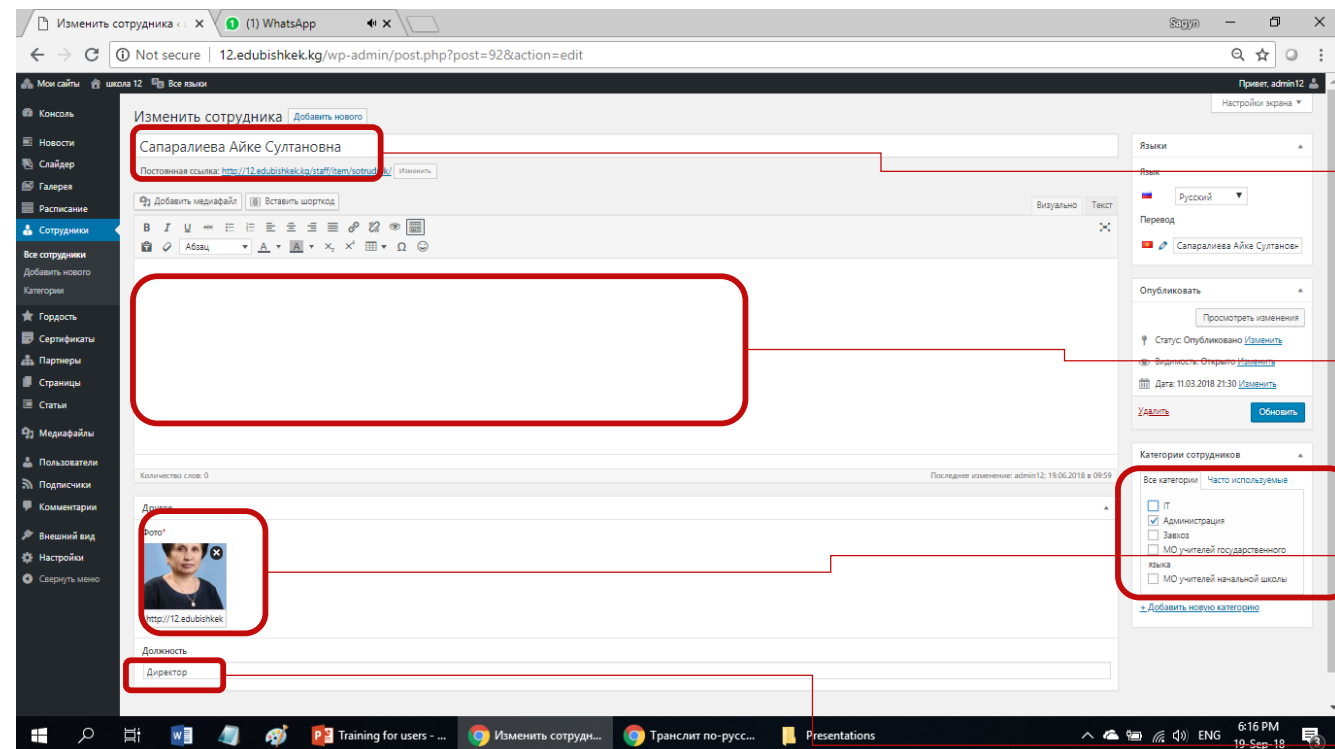 Изменить сотрудника ‹
(1) WhatsApp
Sagyn
Not secure | 12.edubishkek.kg/wp-admin/post.php?post=92&action=edit
Мои сайты школа 12 Все языки
Привет, admin12
Настройки экрана
Консоль
Новости
Слайдер
Галерея
Расписание
Сотрудники
Все сотрудники
Добавить нового
Категории
Гордость
Сертификаты
Партнеры
Страницы
Статьи
Медиафайлы
Пользователи
Подписчики
Комментарии
Внешний вид
Настройки
Свернуть меню
Изменить сотрудника Добавить нового
Сапаралиева Айке Султановна
Постоянная ссылка: Изменить
Добавить медиафайл Вставить шорткод
Визуально Текст
B I U ABC
Абзац A A X₂ X² Ω
Количество слов: 0
Последнее изменение: admin12; 19.06.2018 в 09:59
Другое
Фото*
http://12.edubishkek
Должность
Директор
Языки
Язык
Русский
Перевод
Сапаралиева Айке Султановн
Опубликовать
Просмотреть изменения
Статус: Опубликовано Изменить
Видимость: Открыто Изменить
Дата: 11.03.2018 21:30 Изменить
Удалить Обновить
Категории сотрудников
Все категории Часто используемые
IT
Администрация
Завхоз
МО учителей государственного
языка
МО учителей начальной школы
+ Добавить новую категорию
Training for users - ...
Изменить сотрудн...
Транслит по-русс...
Presentations
ENG
6:16 PM
19-Sep-18
3